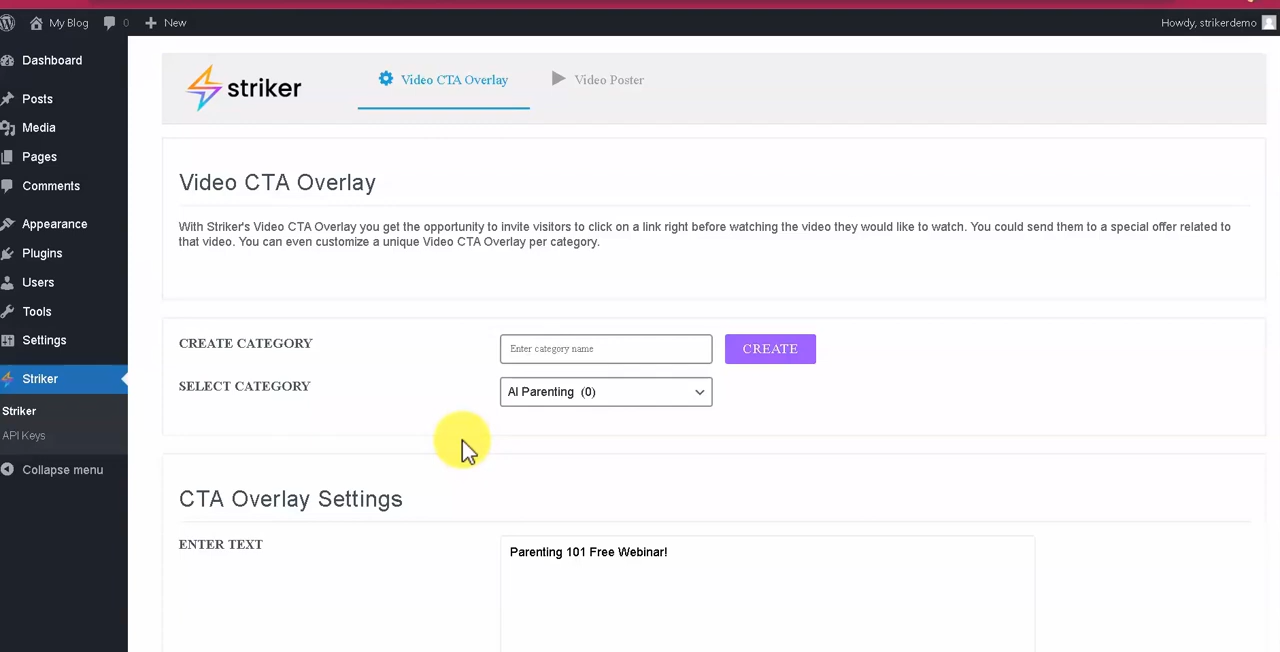 My Blog
0
New
Howdy, strikerdemo
Dashboard
Posts
Media
Pages
Comments
Appearance
Plugins
Users
Tools
Settings
Striker
Striker
API Keys
Collapse menu
striker
Video CTA Overlay
Video Poster
Video CTA Overlay
With Striker's Video CTA Overlay you get the opportunity to invite visitors to click on a link right before watching the video they would like to watch. You could send them to a special offer related to
that video. You can even customize a unique Video CTA Overlay per category.
CREATE CATEGORY
Enter category name
CREATE
SELECT CATEGORY
AI Parenting (0)
CTA Overlay Settings
ENTER TEXT
Parenting 101 Free Webinar!